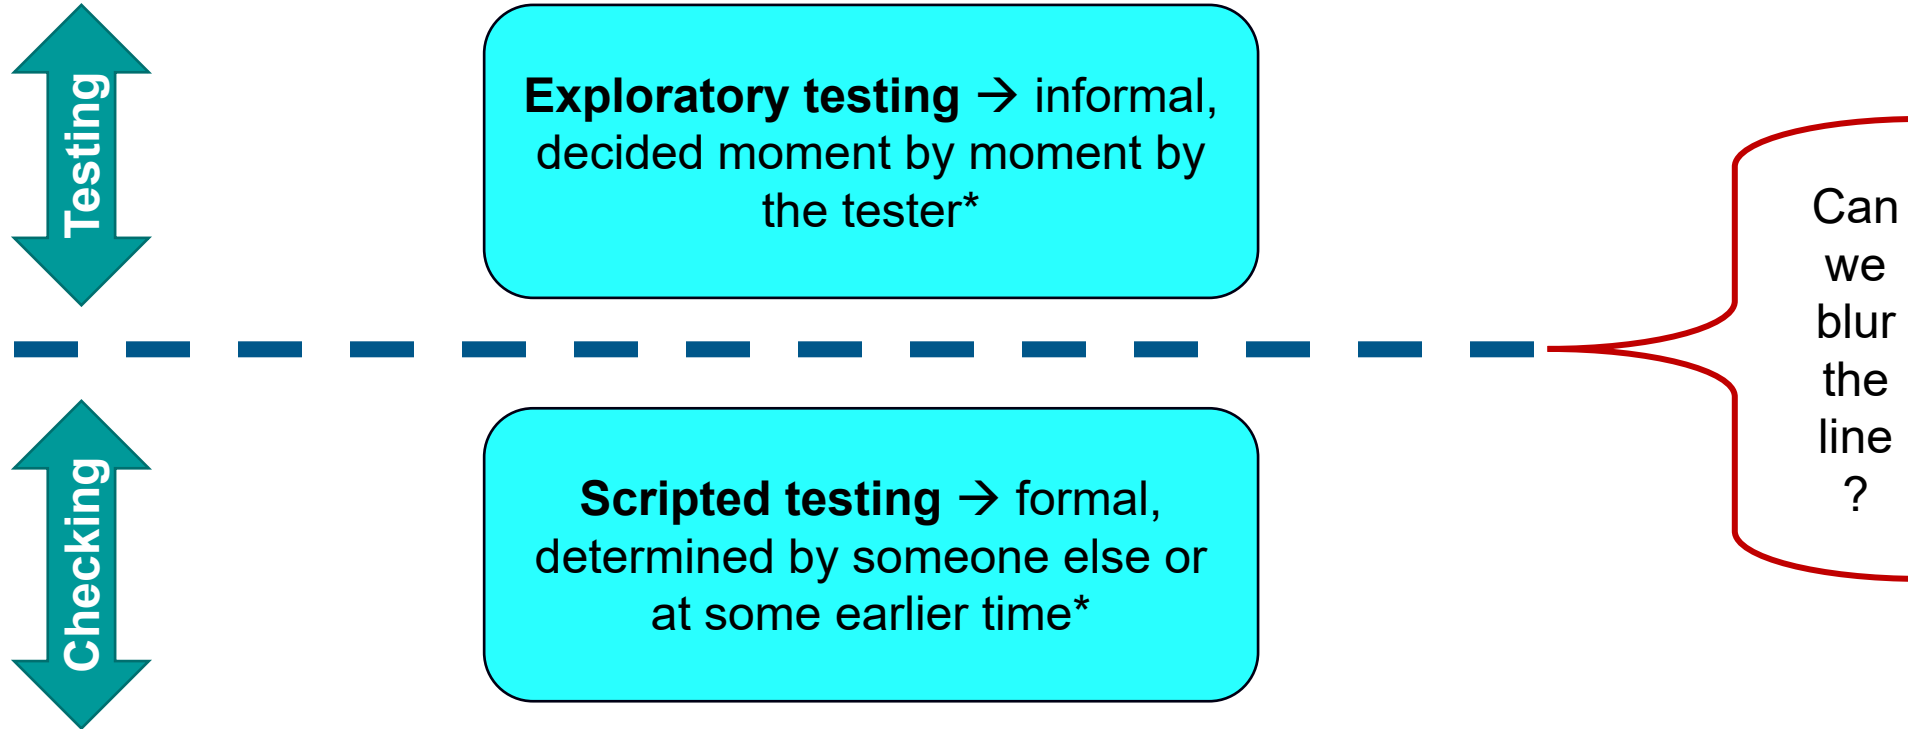 Testing
Exploratory testing → informal,
decided moment by moment by
the tester*
Can
we
blur
the
line
?
Checking
Scripted testing → formal,
determined by someone else or
at some earlier time*